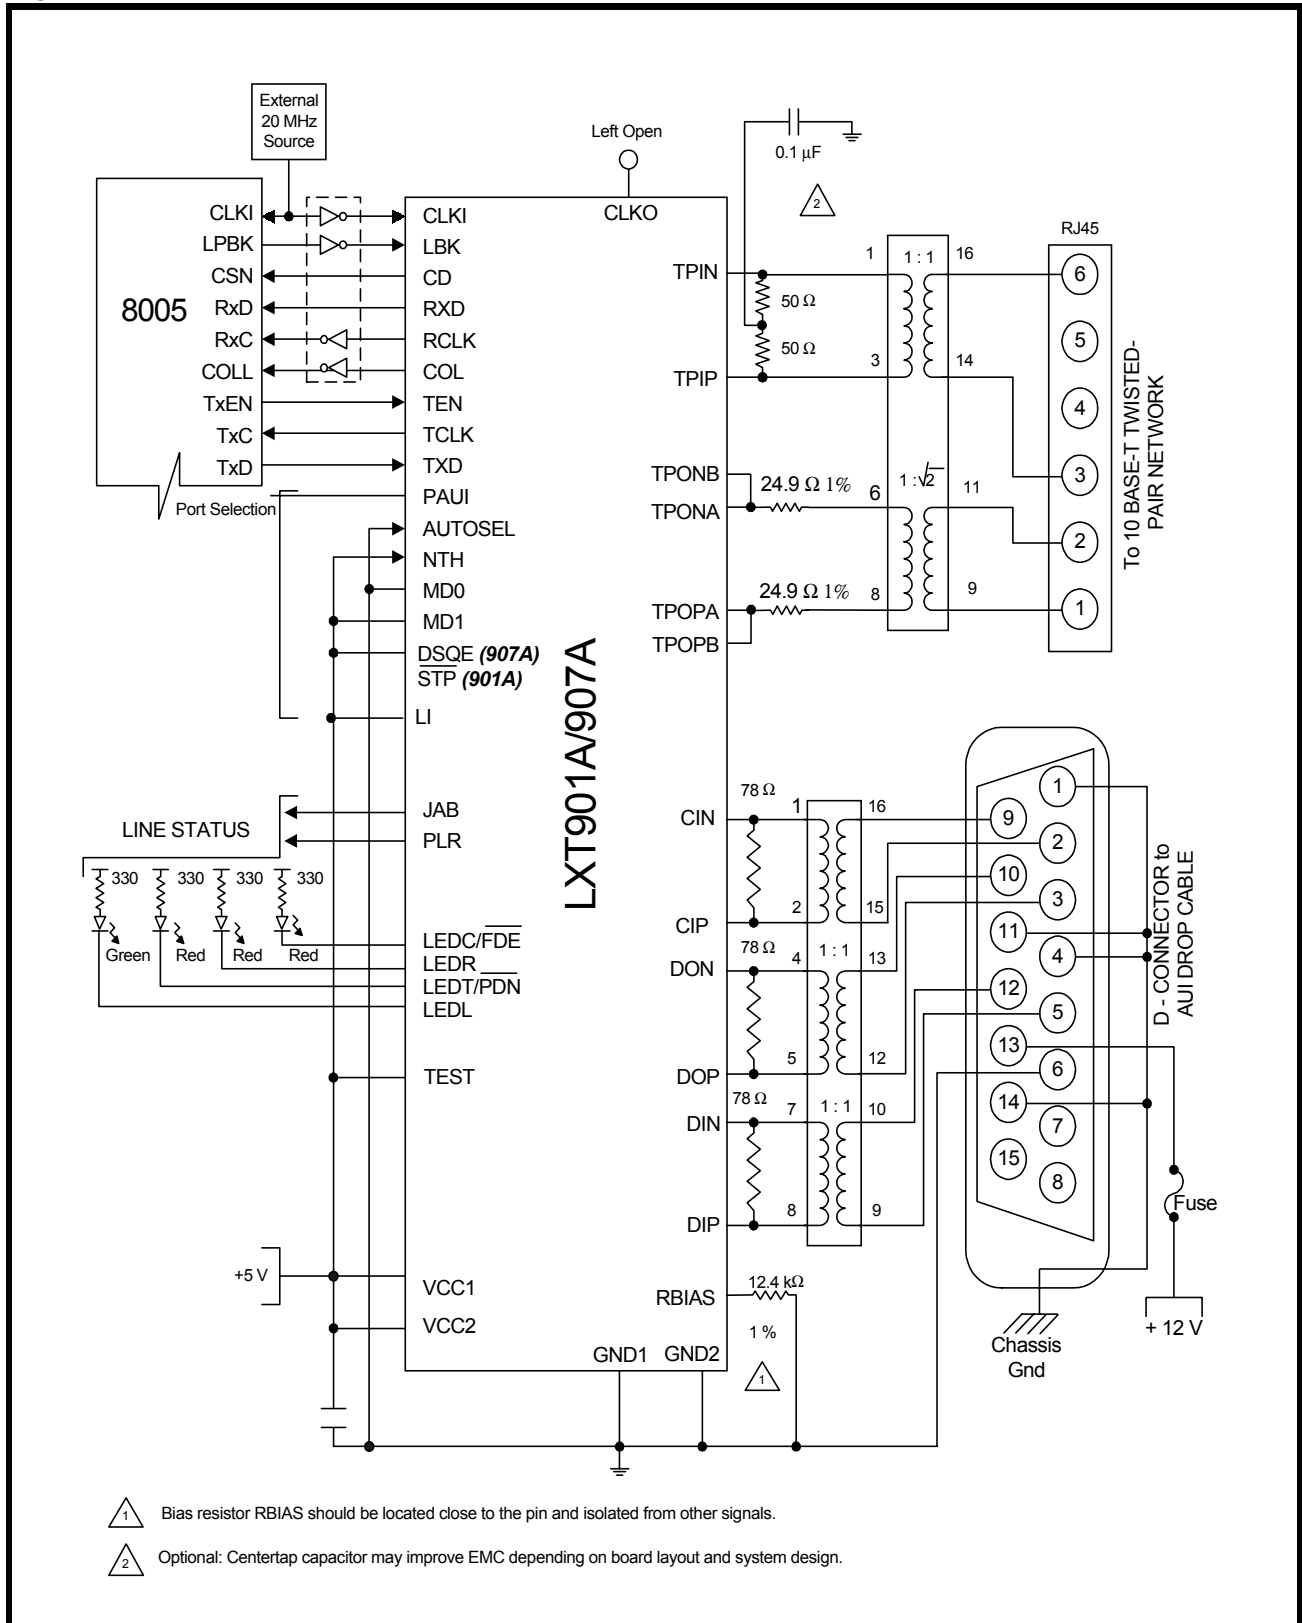 External
20 MHz
Source
Left Open
0.1 µF
2
8005
CLKI
LPBK
CSN
RxD
RxC
COLL
TxEN
TxC
TxD
Port Selection
CLKI
LBK
CD
RXD
RCLK
COL
TEN
TCLK
TXD
PAUI
AUTOSEL
NTH
MD0
MD1
DSQE (907A)
STP (901A)
LI
JAB
PLR
LINE STATUS
330 330 330 330
Green Red Red Red
LEDC/FDE
LEDR
LEDT/PDN
LEDL
TEST
+5 V
VCC1
VCC2
CLKO
LXT901A/907A
GND1 GND2
TPIN
TPIP
TPONB
TPONA
TPOPA
TPOPB
CIN
CIP
DON
DOP
DIN
DIP
RBIAS
50 Ω
50 Ω
24.9 Ω 1%
24.9 Ω 1%
1 1 : 1 16
3 14
6 1 :√2 11
8 9
RJ45
6
5
4
3
2
1
To 10 BASE-T TWISTED-
PAIR NETWORK
78 Ω
1 16
2 15
78 Ω
4 1 : 1 13
5 12
78 Ω
7 1 : 1 10
8 9
12.4 kΩ
1 %
1
1
9
2
10
3
11
4
12
5
13
6
14
7
15
8
D - CONNECTOR to
AUI DROP CABLE
Fuse
+ 12 V
Chassis
Gnd
1 Bias resistor RBIAS should be located close to the pin and isolated from other signals.
2 Optional: Centertap capacitor may improve EMC depending on board layout and system design.